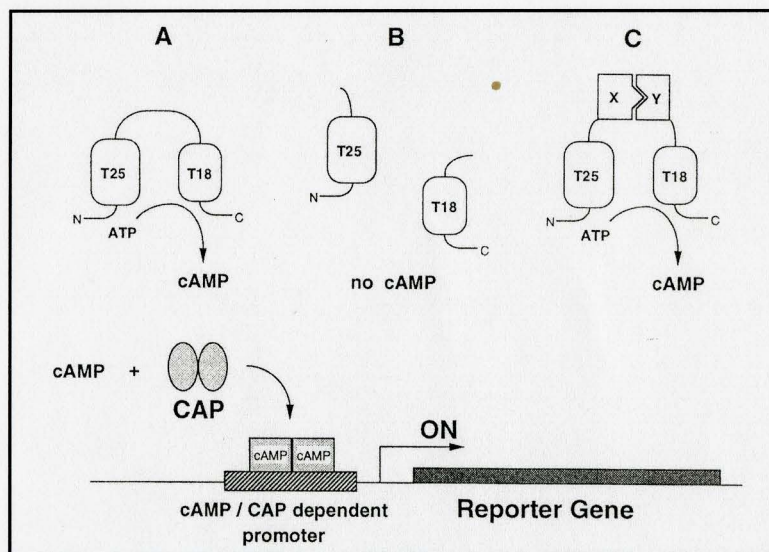 A
B
C
X
Y
T25
T18
T25
T18
T25
T18
N
C
N
C
N
C
ATP
ATP
cAMP
no cAMP
cAMP
cAMP +
CAP
ON
cAMP
cAMP
cAMP / CAP dependent
promoter
Reporter Gene